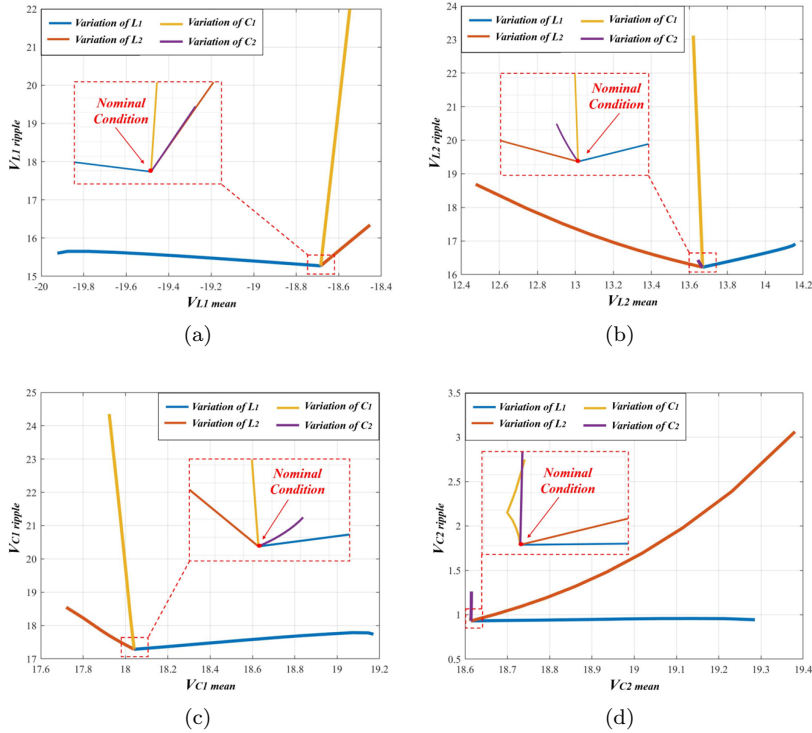 Variation of L1 Variation of C1
Variation of L2 Variation of C2
Nominal
Condition
VL1 ripple
22
21
20
19
18
17
16
15
-20 -19.8 -19.6 -19.4 -19.2 -19 -18.8 -18.6 -18.4
VL1 mean
(a)
Variation of L1 Variation of C1
Variation of L2 Variation of C2
Nominal
Condition
VL2 ripple
24
23
22
21
20
19
18
17
16
12.4 12.6 12.8 13 13.2 13.4 13.6 13.8 14 14.2
VL2 mean
(b)
Variation of L1 Variation of C1
Variation of L2 Variation of C2
Nominal
Condition
VC1 ripple
25
24
23
22
21
20
19
18
17
17.6 17.8 18 18.2 18.4 18.6 18.8 19 19.2
VC1 mean
(c)
Variation of L1 Variation of C1
Variation of L2 Variation of C2
Nominal
Condition
VC2 ripple
3.5
3
2.5
2
1.5
1
0.5
18.6 18.7 18.8 18.9 19 19.1 19.2 19.3 19.4
VC2 mean
(d)